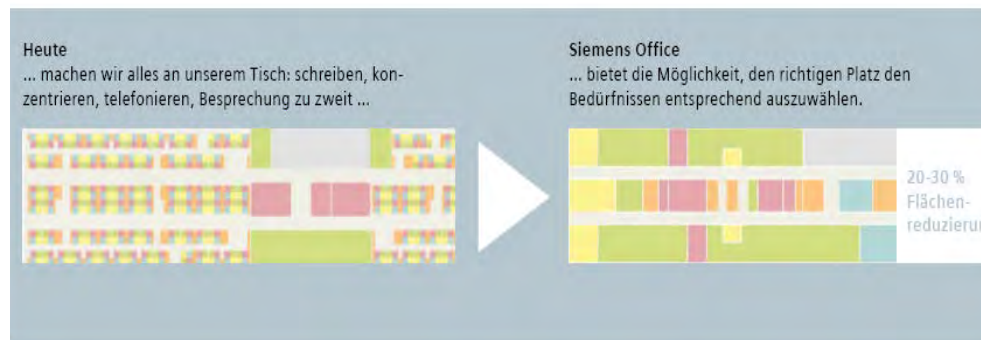 Heute
... machen wir alles an unserem Tisch: schreiben, kon-
zentrieren, telefonieren, Besprechung zu zweit ...
Siemens Office
... bietet die Möglichkeit, den richtigen Platz den
Bedürfnissen entsprechend auszuwählen.
20-30 %
Flächen-
reduzierun